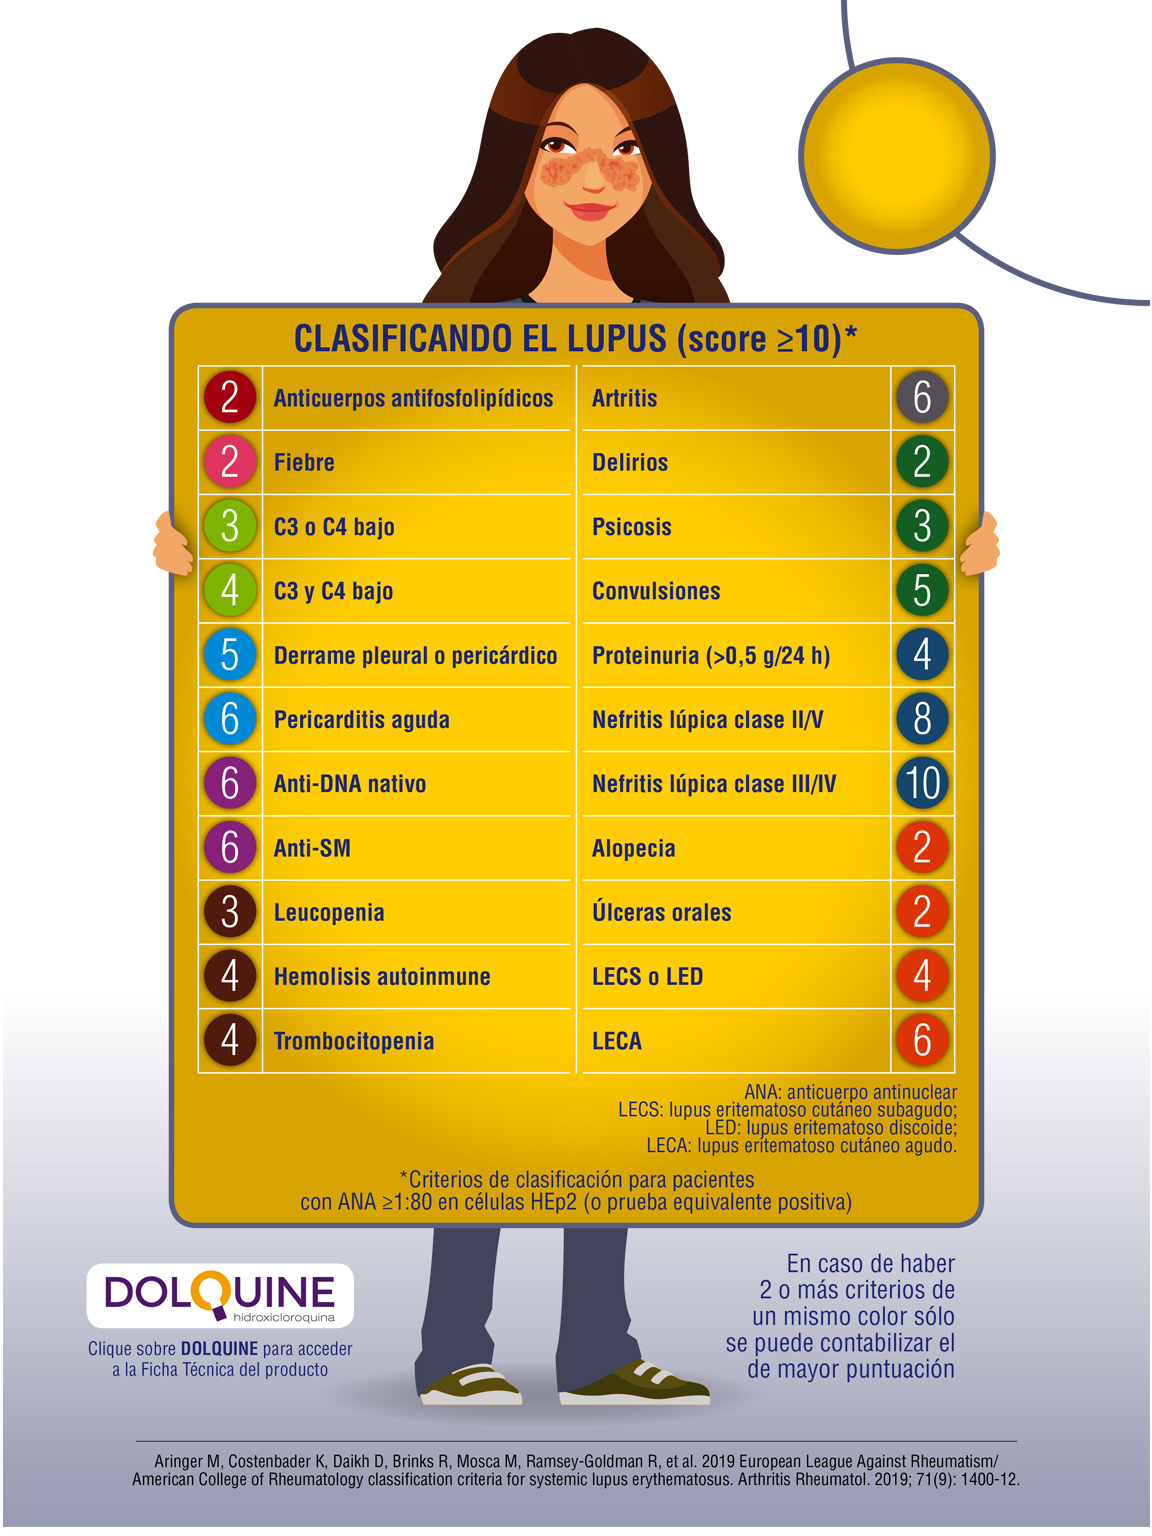 CLASIFICANDO EL LUPUS (score ≥10)*
2 Anticuerpos antifosfolipídicos
Artritis 6
2 Fiebre
Delirios 2
3 C3 o C4 bajo
Psicosis 3
4 C3 y C4 bajo
Convulsiones 5
5 Derrame pleural o pericárdico
Proteinuria (>0,5 g/24 h) 4
6 Pericarditis aguda
Nefritis lúpica clase II/V 8
6 Anti-DNA nativo
Nefritis lúpica clase III/IV 10
6 Anti-SM
Alopecia 2
3 Leucopenia
Úlceras orales 2
4 Hemolisis autoinmune
LECS o LED 4
4 Trombocitopenia
LECA 6
ANA: anticuerpo antinuclear
LECS: lupus eritematoso cutáneo subagudo;
LED: lupus eritematoso discoide;
LECA: lupus eritematoso cutáneo agudo.
*Criterios de clasificación para pacientes
con ANA ≥1:80 en células HEp2 (o prueba equivalente positiva)
DOLQUINE
hidroxicloroquina
Clique sobre DOLQUINE para acceder
a la Ficha Técnica del producto
En caso de haber
2 o más criterios de
un mismo color sólo
se puede contabilizar el
de mayor puntuación
Aringer M, Costenbader K, Daikh D, Brinks R, Mosca M, Ramsey-Goldman R, et al. 2019 European League Against Rheumatism/
American College of Rheumatology classification criteria for systemic lupus erythematosus. Arthritis Rheumatol. 2019; 71(9): 1400-12.